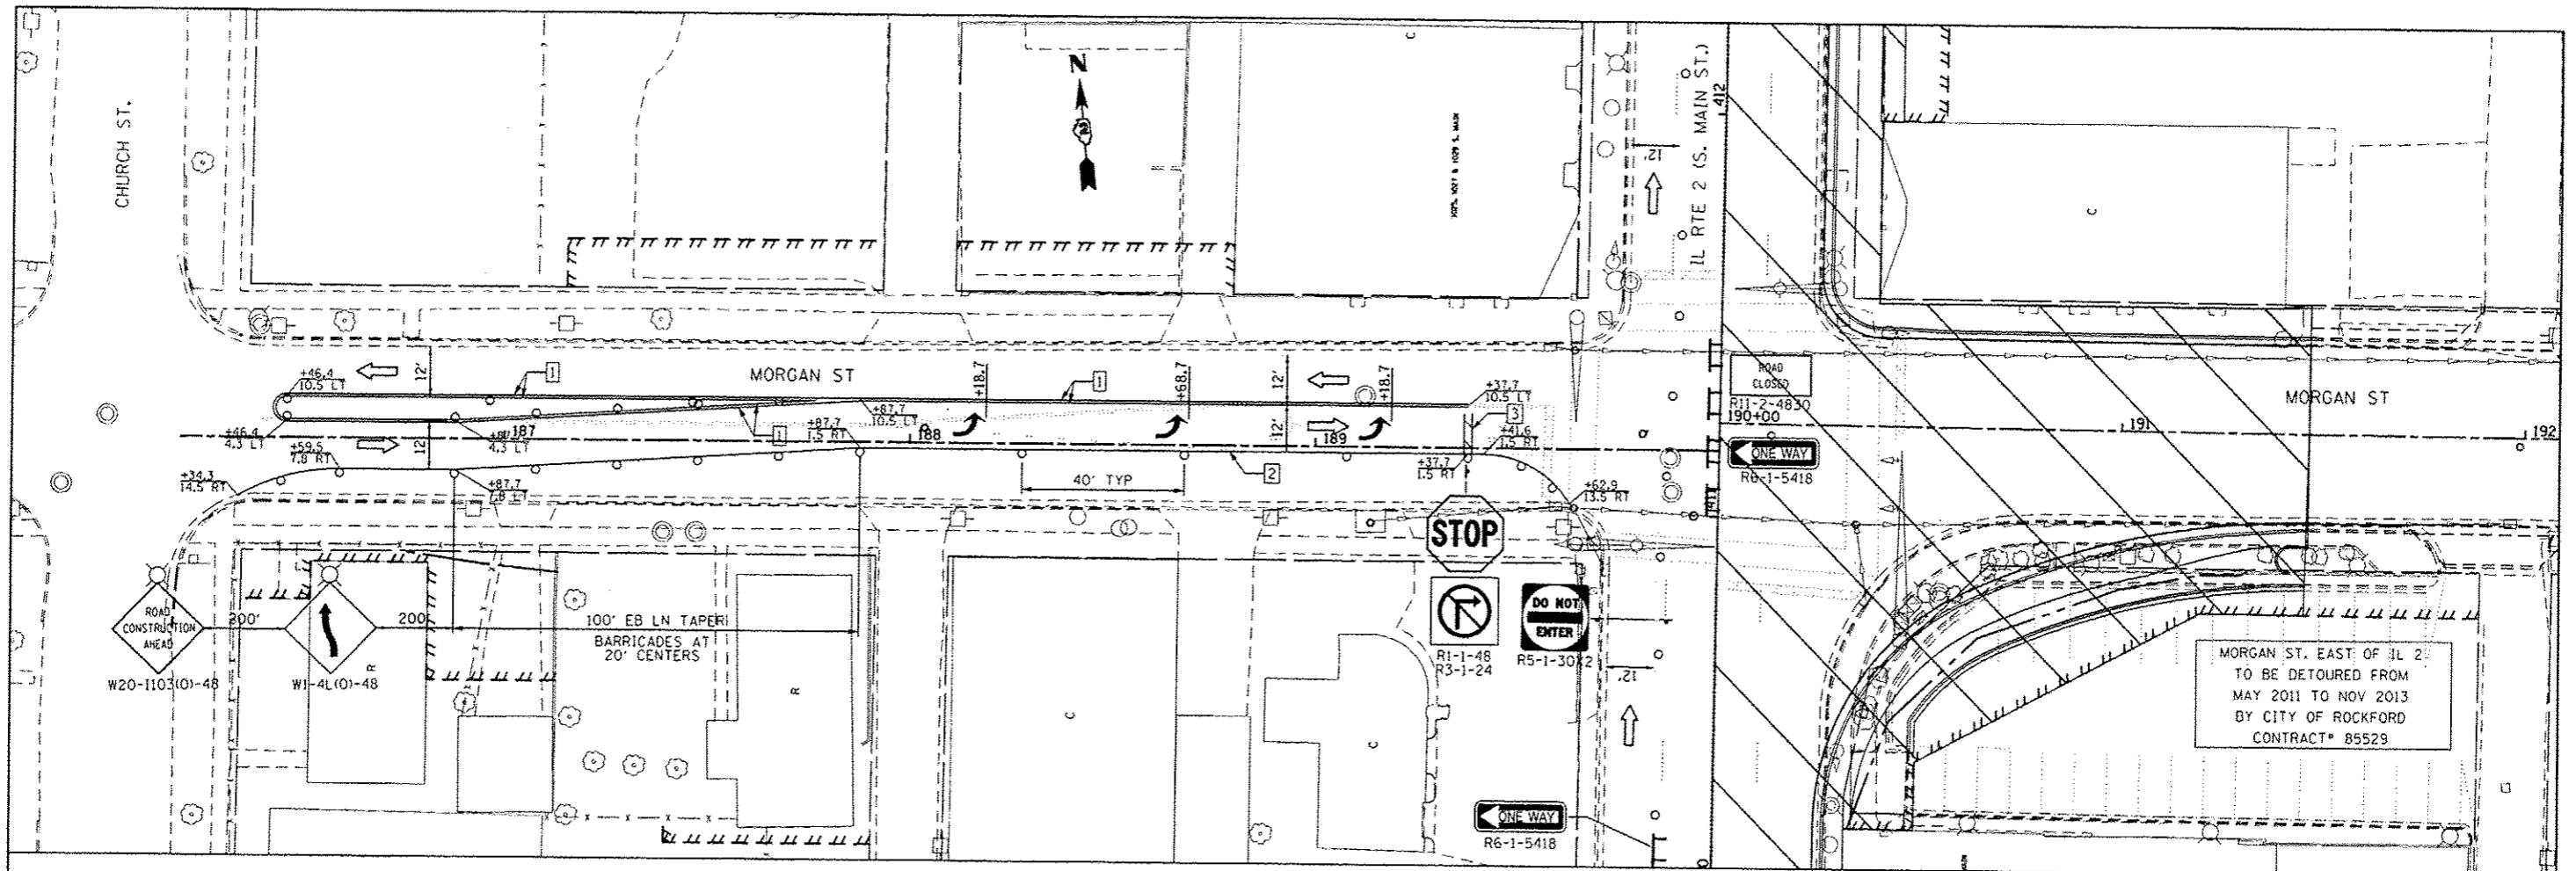 CHURCH ST.
N
1025, 1027 & 1029 S. MAIN
C
12'
IL RTE 2 (S. MAIN ST.)
412
C
+46.4
10.5 LT
12'
MORGAN ST
1
1
+18.7
+68.7
12'
+18.7
+37.7
10.5 LT
ROAD
CLOSED
R11-2-4830
190+00
MORGAN ST
+46.4
4.3 LT
187
4.3 LT
12'
1
+87.7
1.5 RT
+87.7
10.5 LT
188
12'
189
3
+41.6
1.5 RT
191
192
+59.5
7.8 RT
+34.3
14.5 RT
+87.7
7.8 LT
40' TYP
2
+37.7
1.5 RT
+62.9
13.5 RT
411
ONE WAY
R6-1-5418
STOP
ROAD
CONSTRUCTION
AHEAD
200'
200'
W20-1103(O)-48
W1-4L(O)-48
R
100' EB LN TAPER
BARRICADES AT
20' CENTERS
R
C
C
R1-1-48
R3-1-24
DO NOT
ENTER
12'
MORGAN ST. EAST OF IL 2
TO BE DETOURED FROM
MAY 2011 TO NOV 2013
BY CITY OF ROCKFORD
CONTRACT# 85529
ONE WAY
R6-1-5418